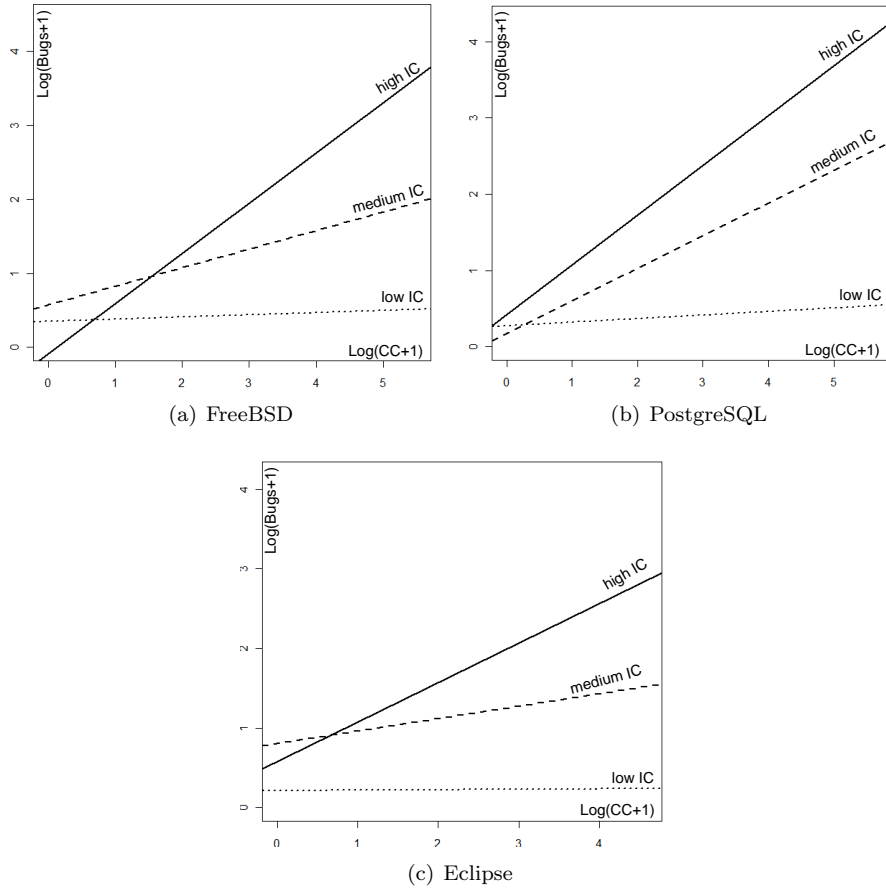 Log(Bugs+1)
4
3
2
1
0
high IC
medium IC
low IC
Log(CC+1)
0 1 2 3 4 5
(a) FreeBSD
Log(Bugs+1)
4
3
2
1
0
high IC
medium IC
low IC
Log(CC+1)
0 1 2 3 4 5
(b) PostgreSQL
Log(Bugs+1)
4
3
2
1
0
high IC
medium IC
low IC
Log(CC+1)
0 1 2 3 4
(c) Eclipse